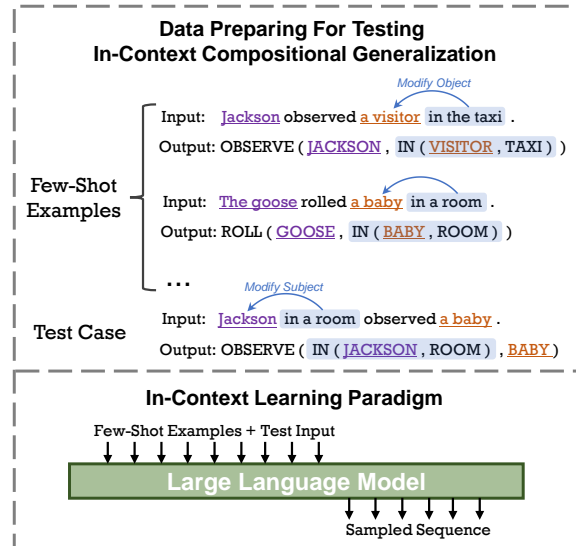 Data Preparing For Testing
In-Context Compositional Generalization
Modify Object
Input: Jackson observed a visitor in the taxi .
Output: OBSERVE ( JACKSON , IN ( VISITOR , TAXI ) )
Few-Shot
Examples
Input: The goose rolled a baby in a room .
Output: ROLL ( GOOSE , IN ( BABY , ROOM ) )
...
Modify Subject
Test Case
Input: Jackson in a room observed a baby .
Output: OBSERVE ( IN ( JACKSON , ROOM ) , BABY )
In-Context Learning Paradigm
Few-Shot Examples + Test Input
Large Language Model
Sampled Sequence